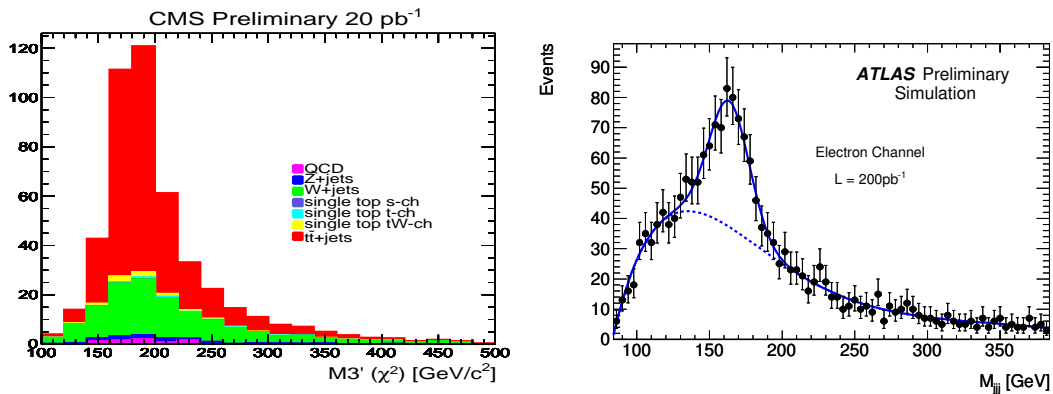 CMS Preliminary 20 pb⁻¹
120
100
80
60
40
20
0
QCD
Z+jets
W+jets
single top s-ch
single top t-ch
single top tW-ch
tt̄+jets
100 150 200 250 300 350 400 450 500
M3' (χ²) [GeV/c²]
Events
90
80
70
60
50
40
30
20
10
0
ATLAS Preliminary
Simulation
Electron Channel
L = 200pb⁻¹
100 150 200 250 300 350
M_jjj [GeV]